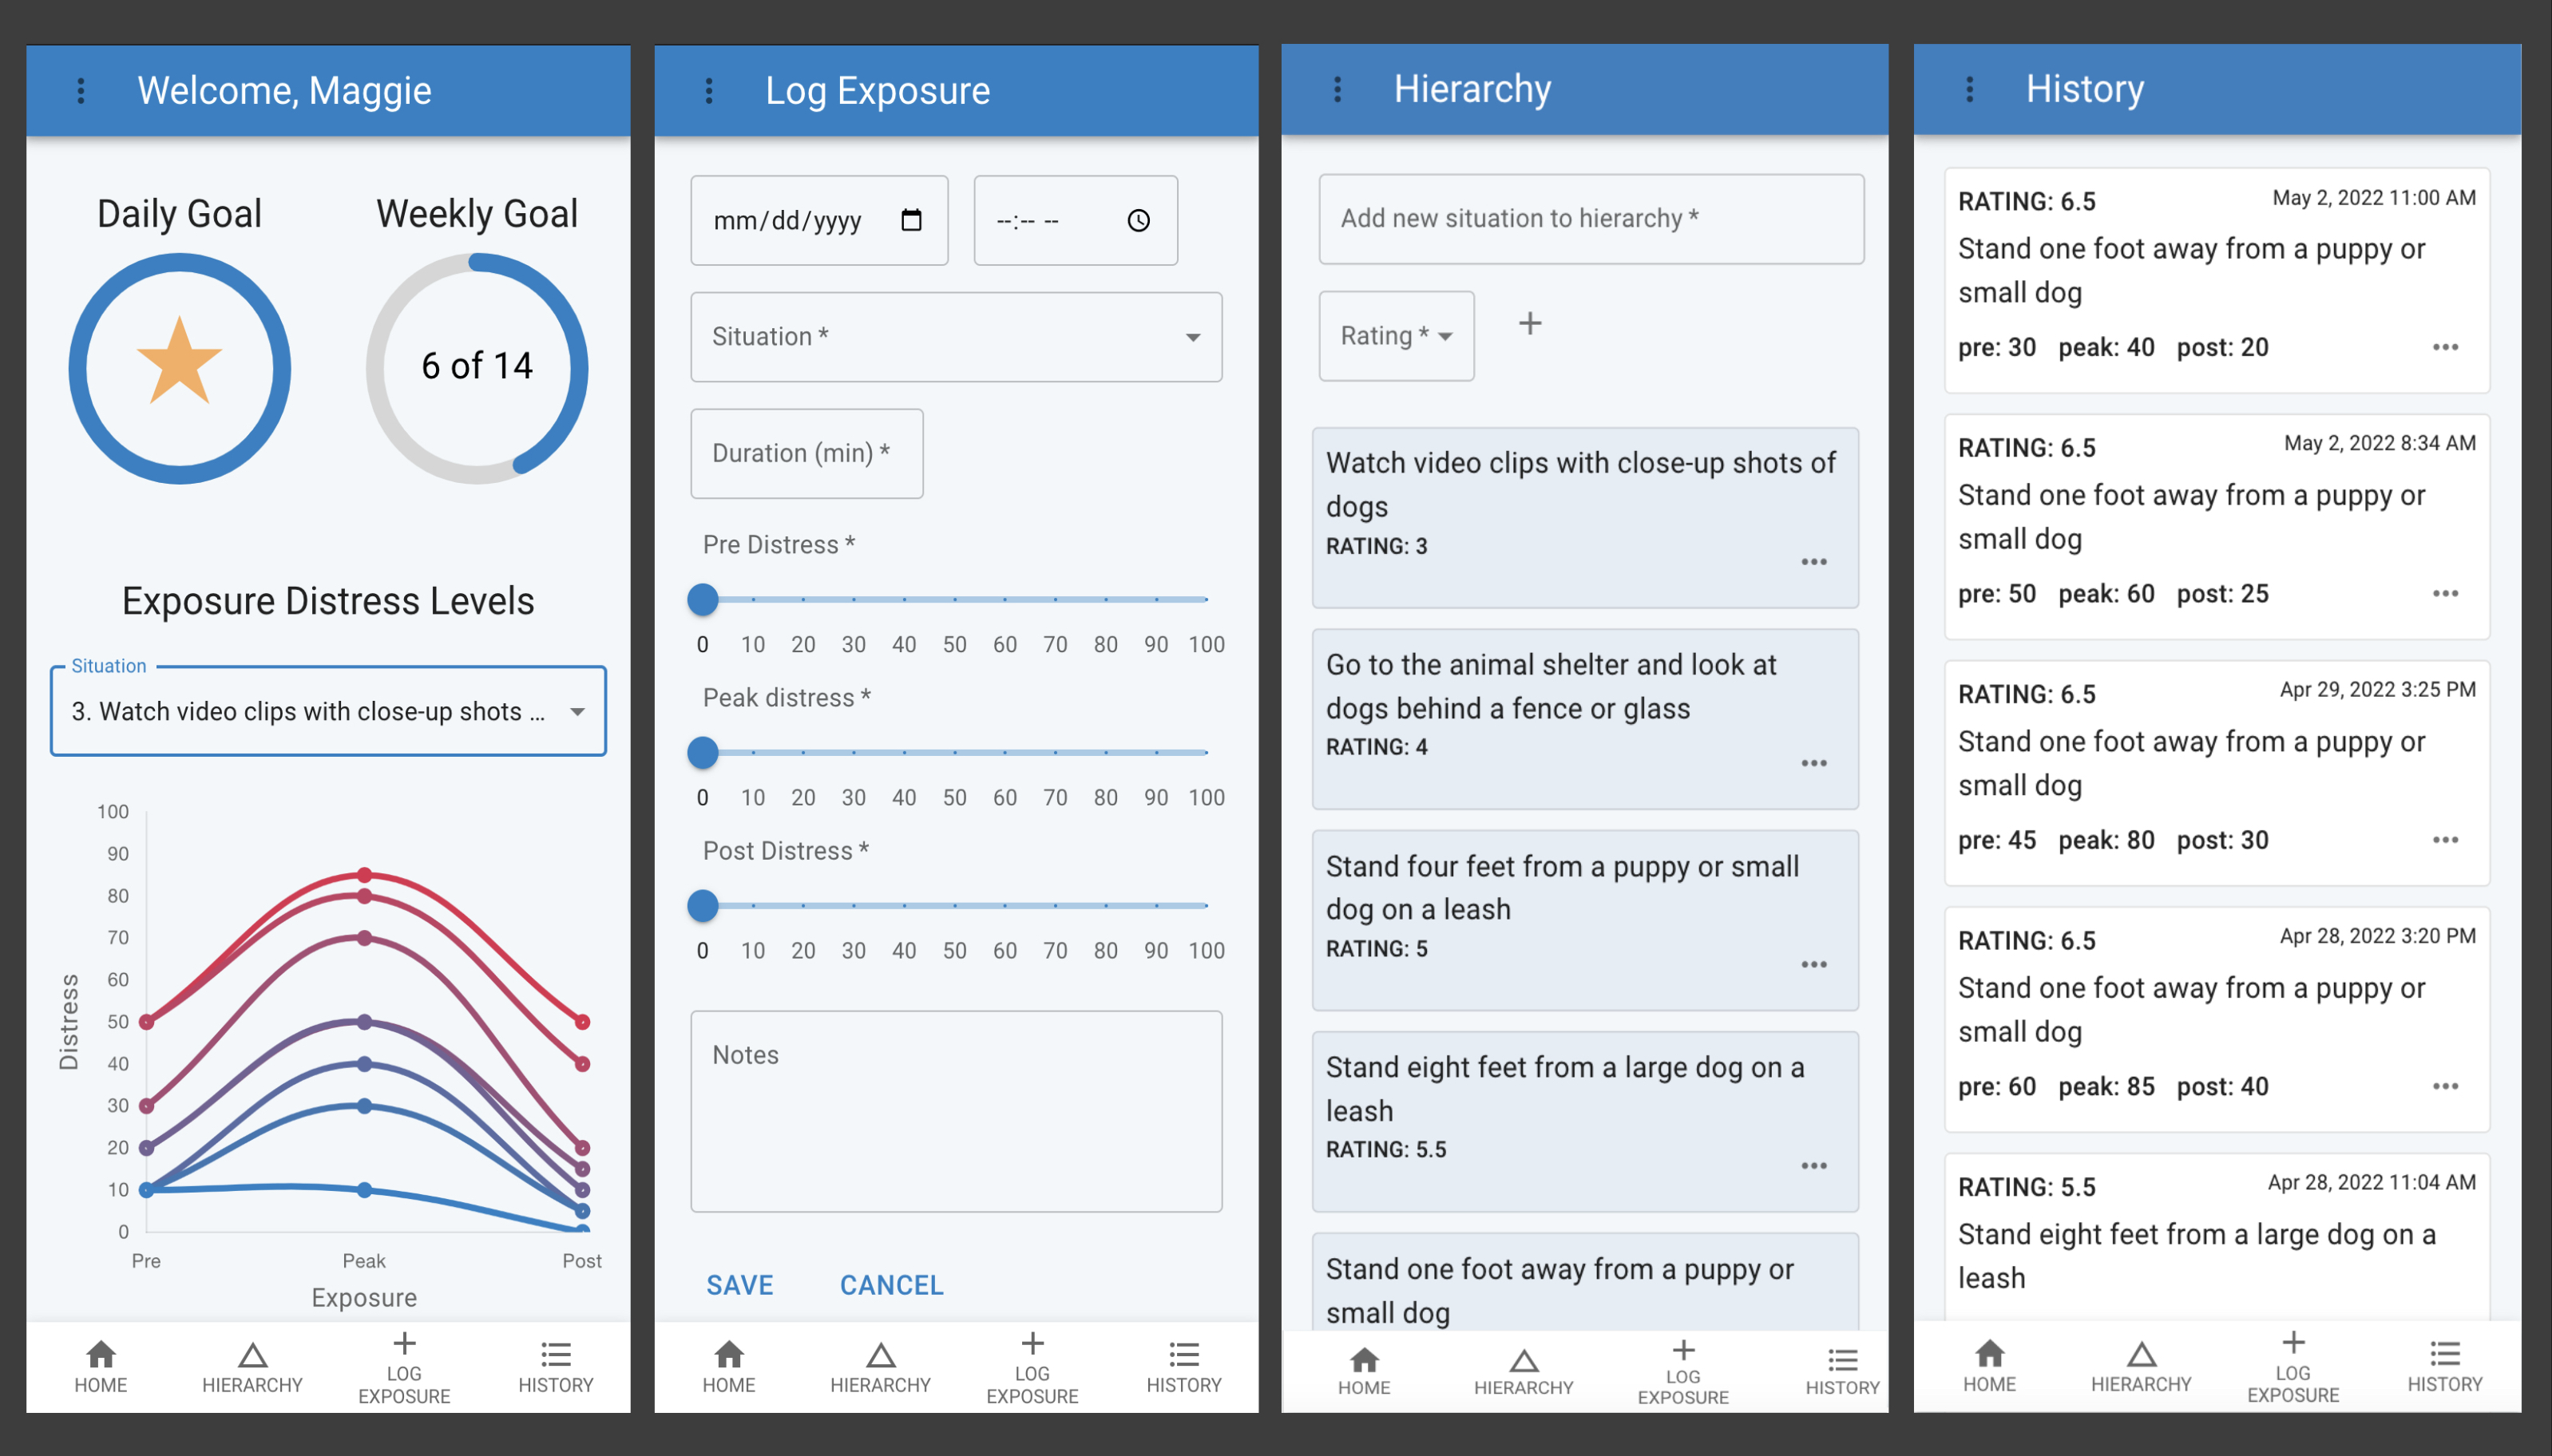 Welcome, Maggie
Daily Goal
Weekly Goal
6 of 14
Exposure Distress Levels
Situation
3. Watch video clips with close-up shots ...
100
90
80
70
60
50
40
30
20
10
0
Distress
Pre
Peak
Post
Exposure
HOME
HIERARCHY
LOG
EXPOSURE
HISTORY
Log Exposure
mm/dd/yyyy
--:-- --
Situation *
Duration (min) *
Pre Distress *
0 10 20 30 40 50 60 70 80 90 100
Peak distress *
0 10 20 30 40 50 60 70 80 90 100
Post Distress *
0 10 20 30 40 50 60 70 80 90 100
Notes
SAVE
CANCEL
HOME
HIERARCHY
LOG
EXPOSURE
HISTORY
Hierarchy
Add new situation to hierarchy *
Rating *
Watch video clips with close-up shots of
dogs
RATING: 3
Go to the animal shelter and look at
dogs behind a fence or glass
RATING: 4
Stand four feet from a puppy or small
dog on a leash
RATING: 5
Stand eight feet from a large dog on a
leash
RATING: 5.5
Stand one foot away from a puppy or
small dog
HOME
HIERARCHY
LOG
EXPOSURE
HISTORY
History
RATING: 6.5
May 2, 2022 11:00 AM
Stand one foot away from a puppy or
small dog
pre: 30 peak: 40 post: 20
RATING: 6.5
May 2, 2022 8:34 AM
Stand one foot away from a puppy or
small dog
pre: 50 peak: 60 post: 25
RATING: 6.5
Apr 29, 2022 3:25 PM
Stand one foot away from a puppy or
small dog
pre: 45 peak: 80 post: 30
RATING: 6.5
Apr 28, 2022 3:20 PM
Stand one foot away from a puppy or
small dog
pre: 60 peak: 85 post: 40
RATING: 5.5
Apr 28, 2022 11:04 AM
Stand eight feet from a large dog on a
leash
HOME
HIERARCHY
LOG
EXPOSURE
HISTORY